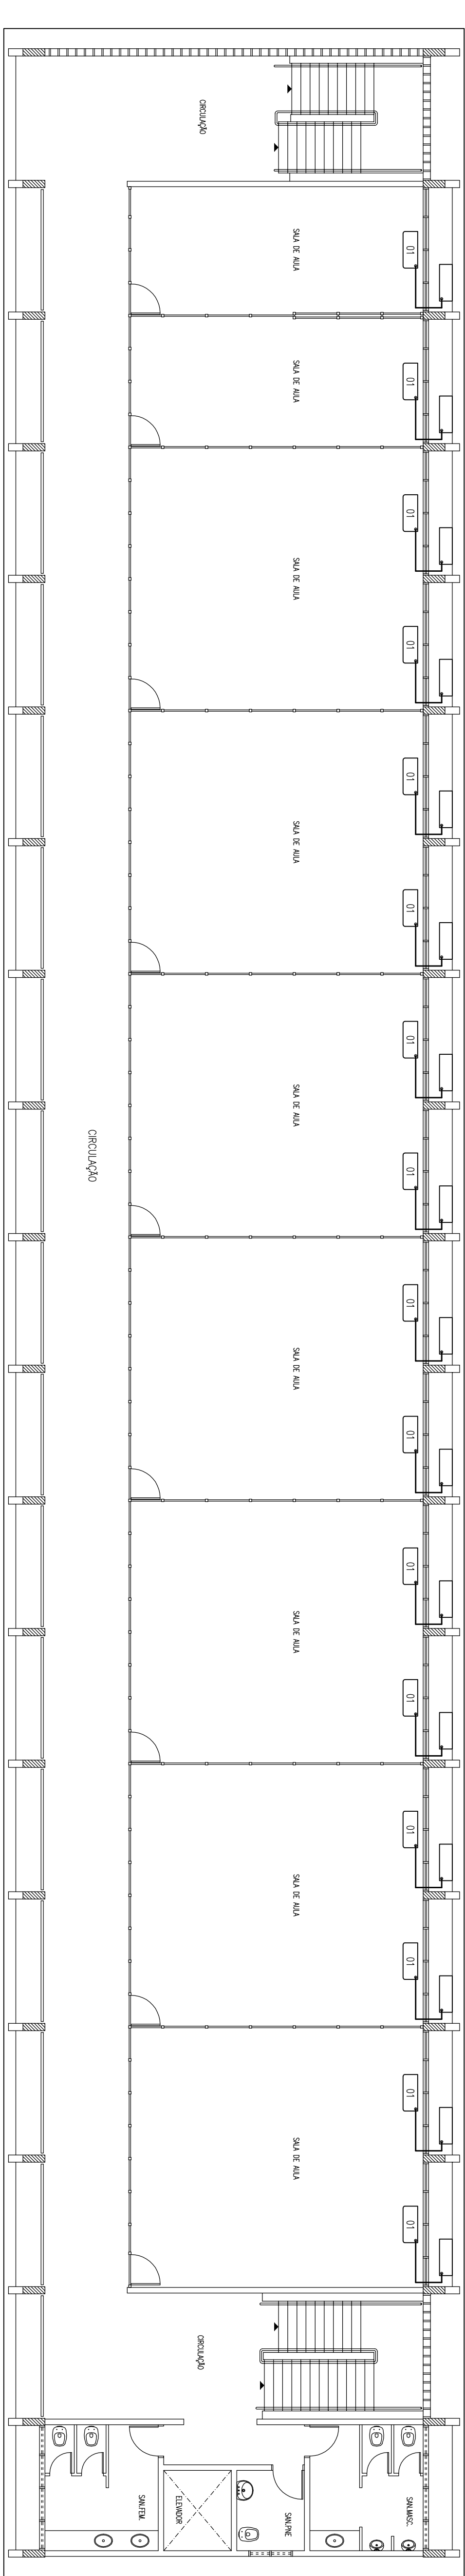 CIRCULAÇÃO
SALA DE AULA
01
SALA DE AULA
01
SALA DE AULA
01
01
SALA DE AULA
01
01
SALA DE AULA
01
01
CIRCULAÇÃO
SALA DE AULA
01
01
SALA DE AULA
01
01
SALA DE AULA
01
01
SALA DE AULA
01
01
CIRCULAÇÃO
SAN.FEM.
ELEVADOR
SAN.PNE
SAN.MASC.